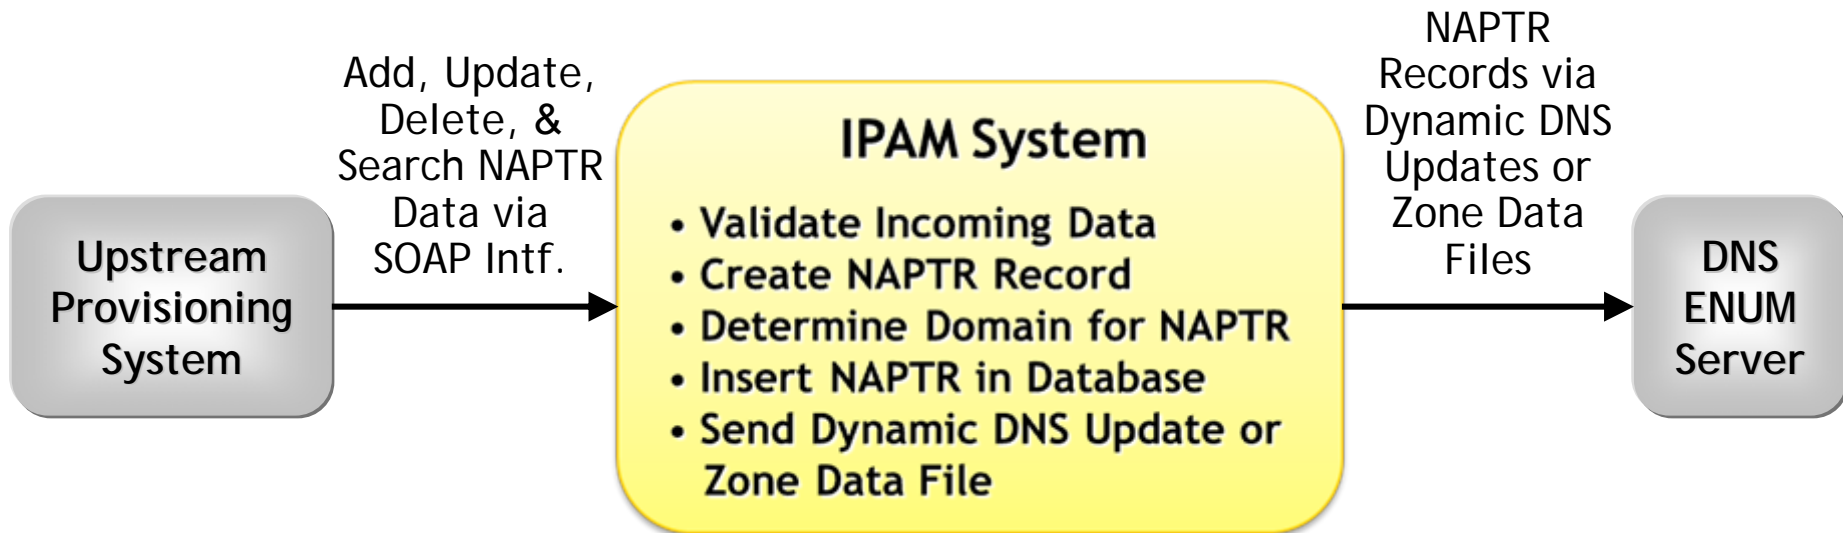 Upstream
Provisioning
System
Add, Update,
Delete, &
Search NAPTR
Data via
SOAP Intf.
IPAM System
• Validate Incoming Data
• Create NAPTR Record
• Determine Domain for NAPTR
• Insert NAPTR in Database
• Send Dynamic DNS Update or
Zone Data File
NAPTR
Records via
Dynamic DNS
Updates or
Zone Data
Files
DNS
ENUM
Server